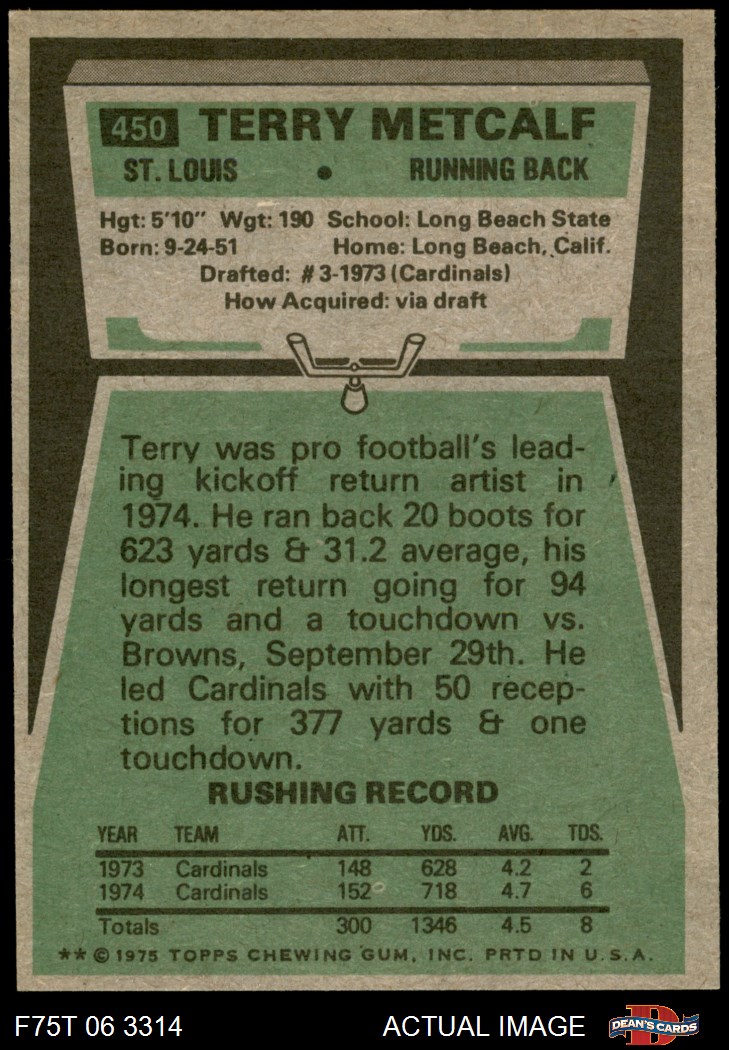 450 TERRY METCALF
ST. LOUIS • RUNNING BACK
Hgt: 5'10" Wgt: 190 School: Long Beach State
Born: 9-24-51 Home: Long Beach, Calif.
Drafted: #3-1973 (Cardinals)
How Acquired: via draft
Terry was pro football's lead-
ing kickoff return artist in
1974. He ran back 20 boots for
623 yards & 31.2 average, his
longest return going for 94
yards and a touchdown vs.
Browns, September 29th. He
led Cardinals with 50 recep-
tions for 377 yards & one
touchdown.
RUSHING RECORD
YEAR TEAM ATT. YDS. AVG. TDS.
1973 Cardinals 148 628 4.2 2
1974 Cardinals 152 718 4.7 6
Totals 300 1346 4.5 8
** © 1975 TOPPS CHEWING GUM, INC. PRTD IN U.S.A.
F75T 06 3314 ACTUAL IMAGE D DEAN'S CARDS